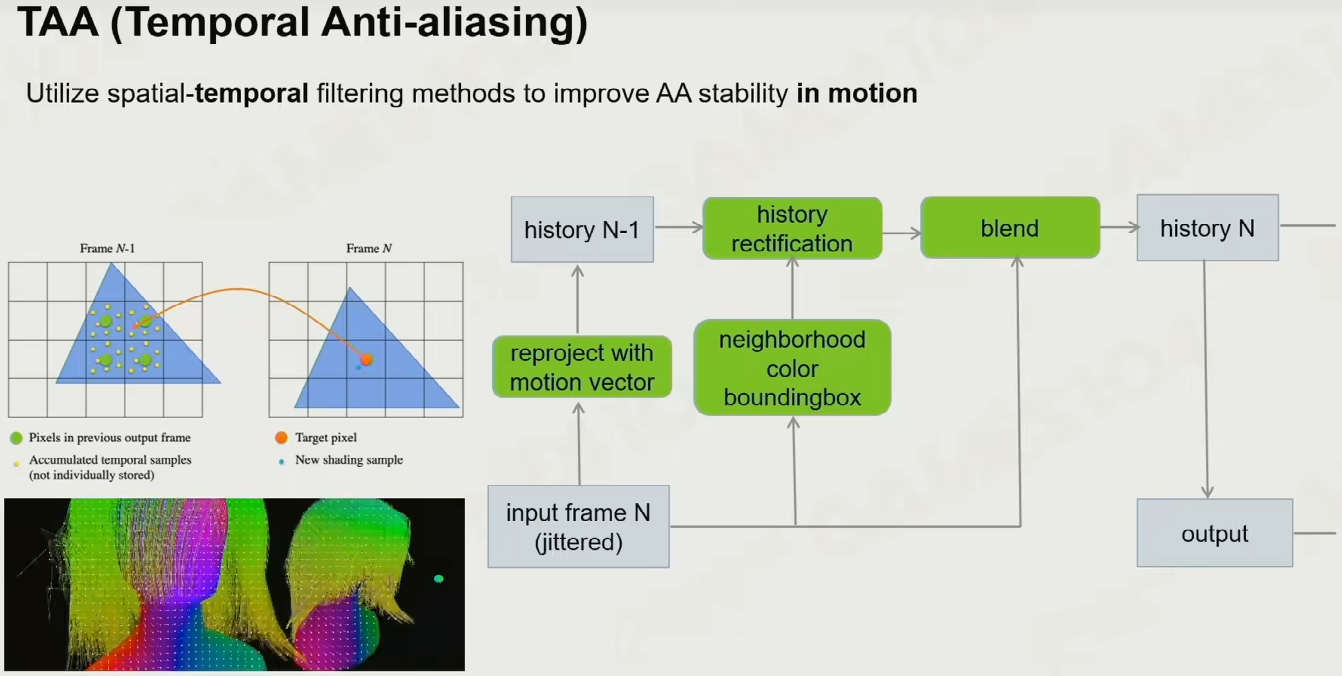 TAA (Temporal Anti-aliasing)
Utilize spatial-temporal filtering methods to improve AA stability in motion
Frame N-1
Frame N
Pixels in previous output frame
Accumulated temporal samples
(not individually stored)
Target pixel
New shading sample
history N-1
history
rectification
blend
history N
reproject with
motion vector
neighborhood
color
boundingbox
input frame N
(jittered)
output